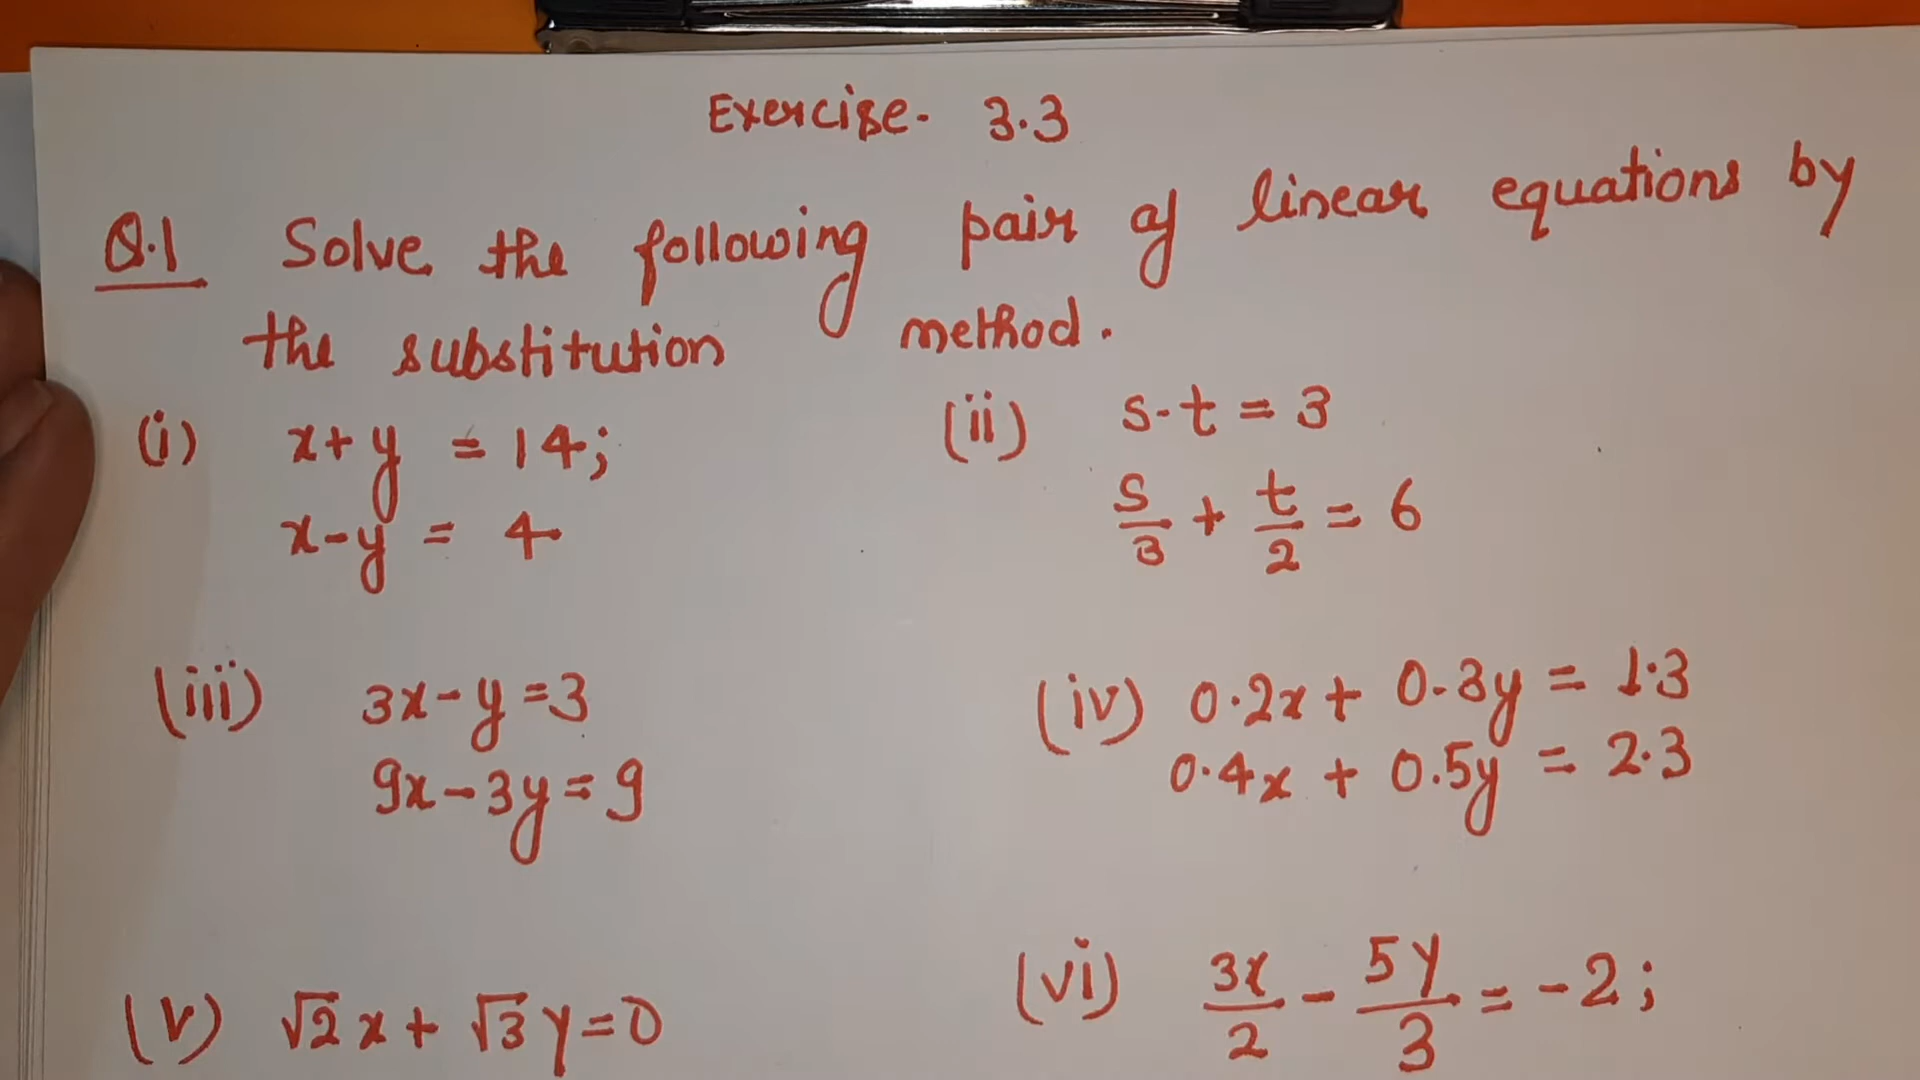 Exercise- 3.3
Q.1 Solve the following pair of linear equations by
the substitution method.
(i) x+y = 14;
x-y = 4
(ii) s-t = 3
s/3 + t/2 = 6
(iii) 3x-y=3
9x-3y=9
(iv) 0.2x+ 0.3y = 1.3
0.4x + 0.5y = 2.3
(v) √2x+ √3y=0
(vi) 3x/2 - 5y/3 = -2;